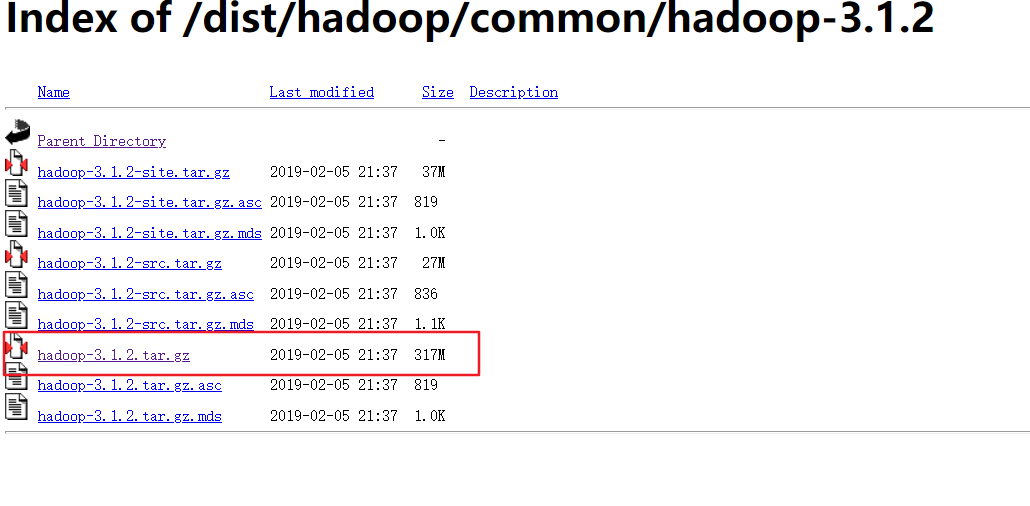 Index of /dist/hadoop/common/hadoop-3.1.2
Name Last modified Size Description
Parent Directory -
hadoop-3.1.2-site.tar.gz 2019-02-05 21:37 37M
hadoop-3.1.2-site.tar.gz.asc 2019-02-05 21:37 819
hadoop-3.1.2-site.tar.gz.mds 2019-02-05 21:37 1.0K
hadoop-3.1.2-src.tar.gz 2019-02-05 21:37 27M
hadoop-3.1.2-src.tar.gz.asc 2019-02-05 21:37 836
hadoop-3.1.2-src.tar.gz.mds 2019-02-05 21:37 1.1K
hadoop-3.1.2.tar.gz 2019-02-05 21:37 317M
hadoop-3.1.2.tar.gz.asc 2019-02-05 21:37 819
hadoop-3.1.2.tar.gz.mds 2019-02-05 21:37 1.0K